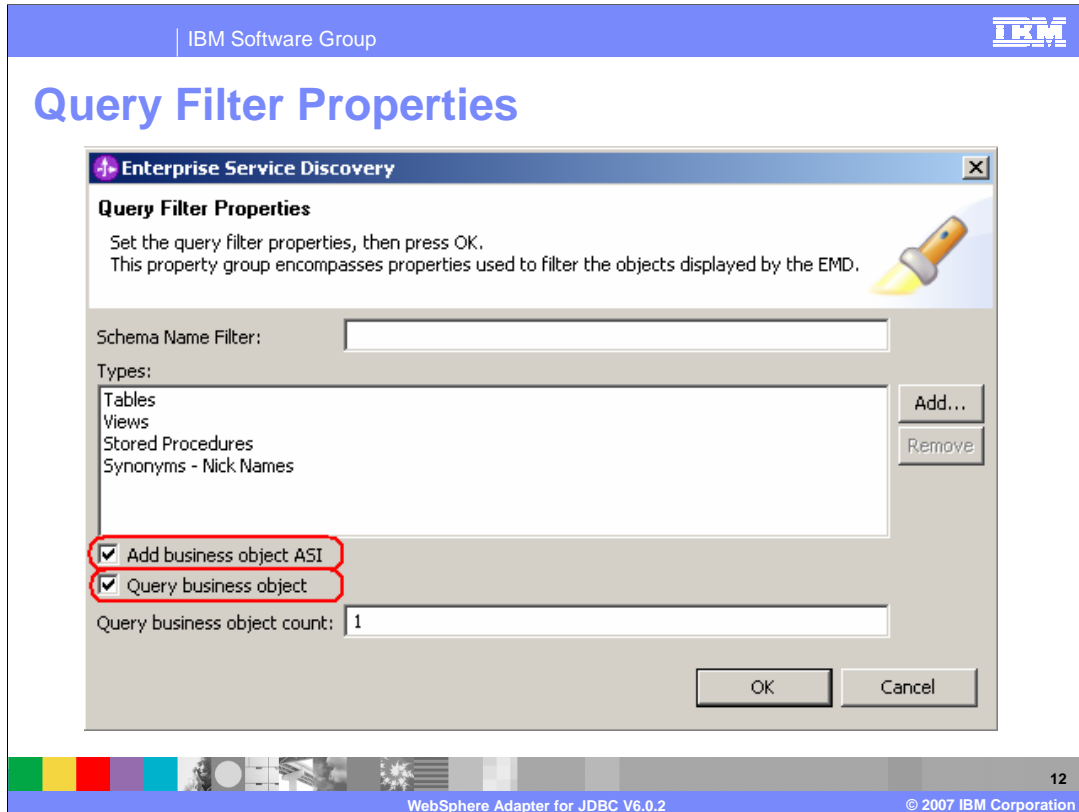 IBM Software Group
IBM
Query Filter Properties
Enterprise Service Discovery
Query Filter Properties
Set the query filter properties, then press OK.
This property group encompasses properties used to filter the objects displayed by the EMD.
Schema Name Filter:
Types:
Tables
Views
Stored Procedures
Synonyms - Nick Names
Add...
Remove
Add business object ASI
Query business object
Query business object count: 1
OK
Cancel
12
WebSphere Adapter for JDBC V6.0.2
© 2007 IBM Corporation